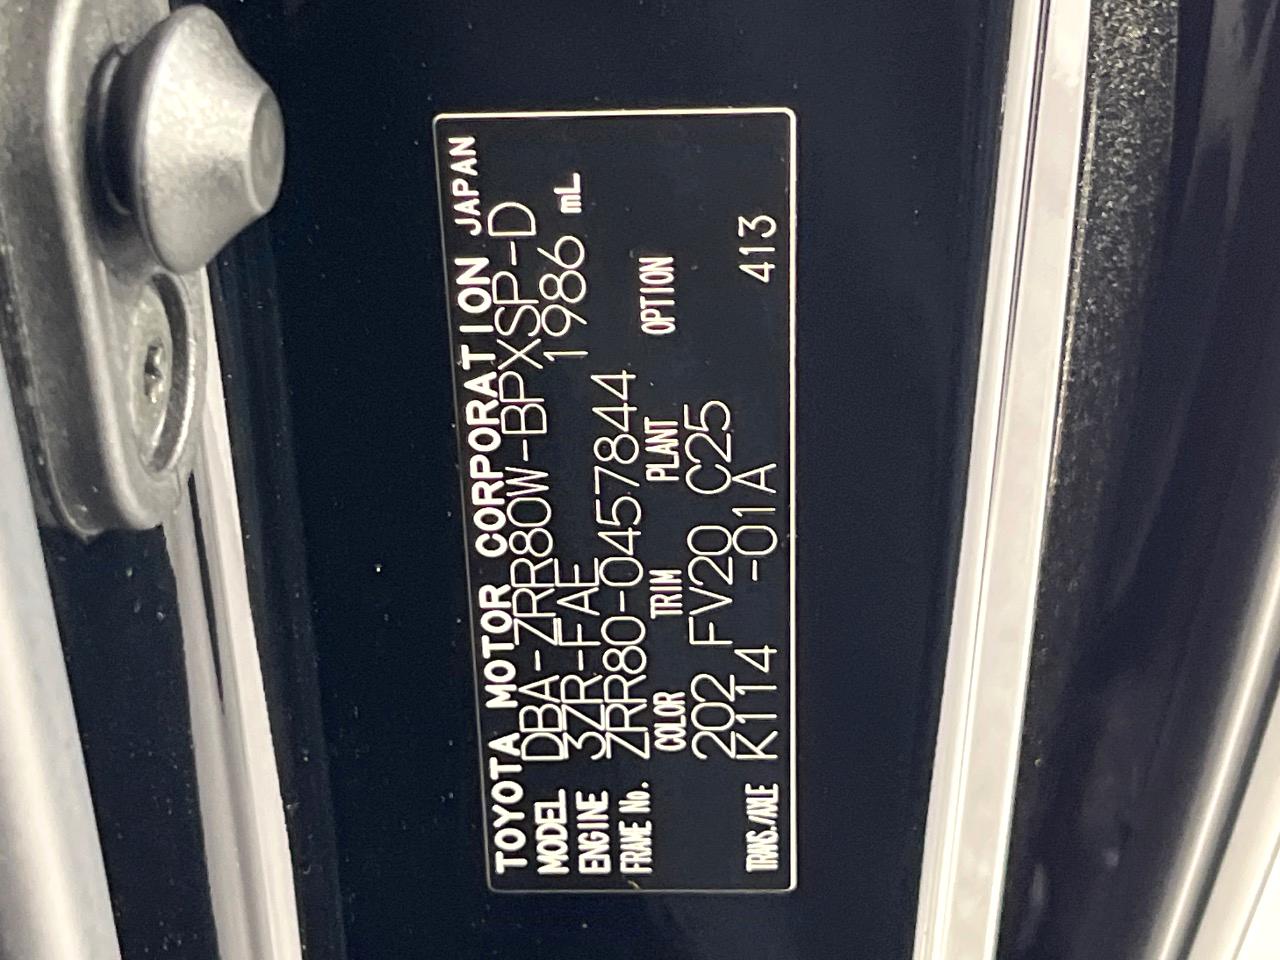 TOYOTA MOTOR CORPORATION JAPAN
MODEL DBA-ZRR80W-BPXSP-D
ENGINE 3ZR-FAE 1986 mL
FRAME No. ZRR80-0457844
COLOR TRIM PLANT OPTION
202 FV20 C25
TRANS./AXLE K114 -01A 413